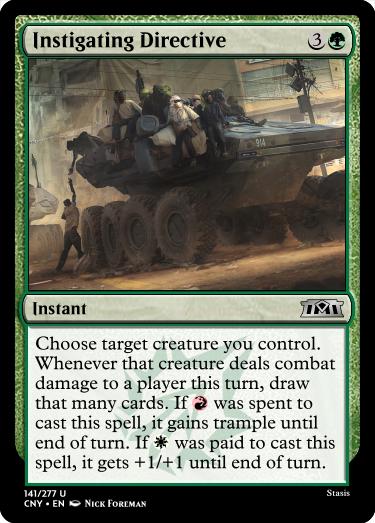 Instigating Directive 3
914
Instant
Choose target creature you control.
Whenever that creature deals combat
damage to a player this turn, draw
that many cards. If was spent to
cast this spell, it gains trample until
end of turn. If was paid to cast this
spell, it gets +1/+1 until end of turn.
141/277 U
Stasis
CNY • EN Nick Foreman